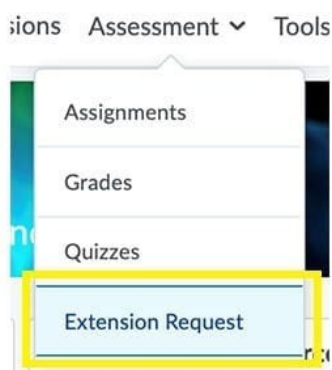 Assessment Tools
Assignments
Grades
Quizzes
Extension Request